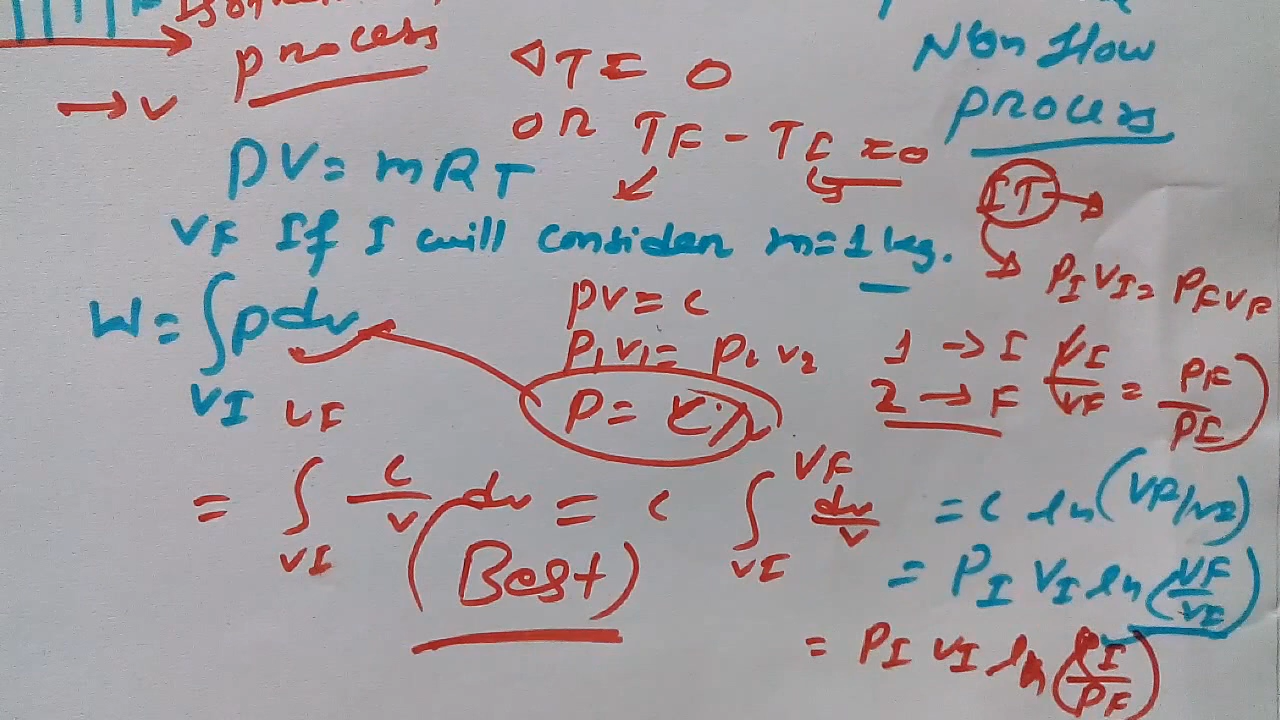 process
→ V
ΔT = 0
Non flow
process
or TF - TI = 0
PV = mRT
IT →
VF If I will consider m=1 kg.
PI VI = PF VF
W = ∫ pdv
PV = C
P1 V1 = P2 V2
1 → I
VI/VF = PF/PI
VI
P = C/V
2 → F
VF
= ∫ C/V dv = C ∫ dv/V = C ln(VF/VI)
VF
VI
VI
(Best)
= PI VI ln(VF/VI)
= PI VI ln(PI/PF)